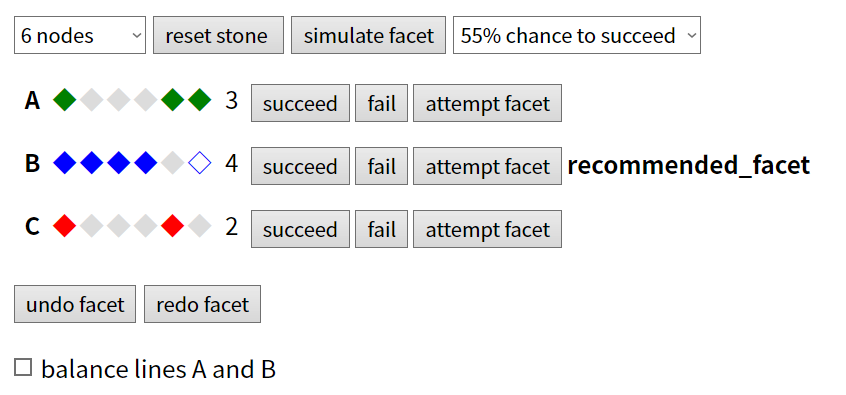 6 nodes reset stone simulate facet 55% chance to succeed
A 3 succeed fail attempt facet
B 4 succeed fail attempt facet recommended_facet
C 2 succeed fail attempt facet
undo facet redo facet
balance lines A and B